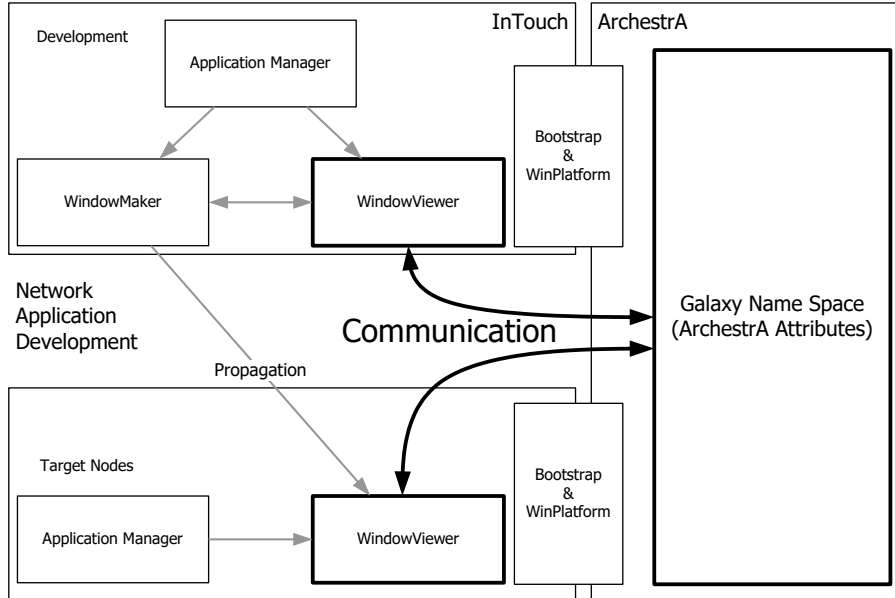 InTouch
ArchestrA
Development
Application Manager
Bootstrap
&
WinPlatform
WindowMaker
WindowViewer
Network
Application
Development
Communication
Galaxy Name Space
(ArchestrA Attributes)
Propagation
Target Nodes
Bootstrap
&
WinPlatform
Application Manager
WindowViewer